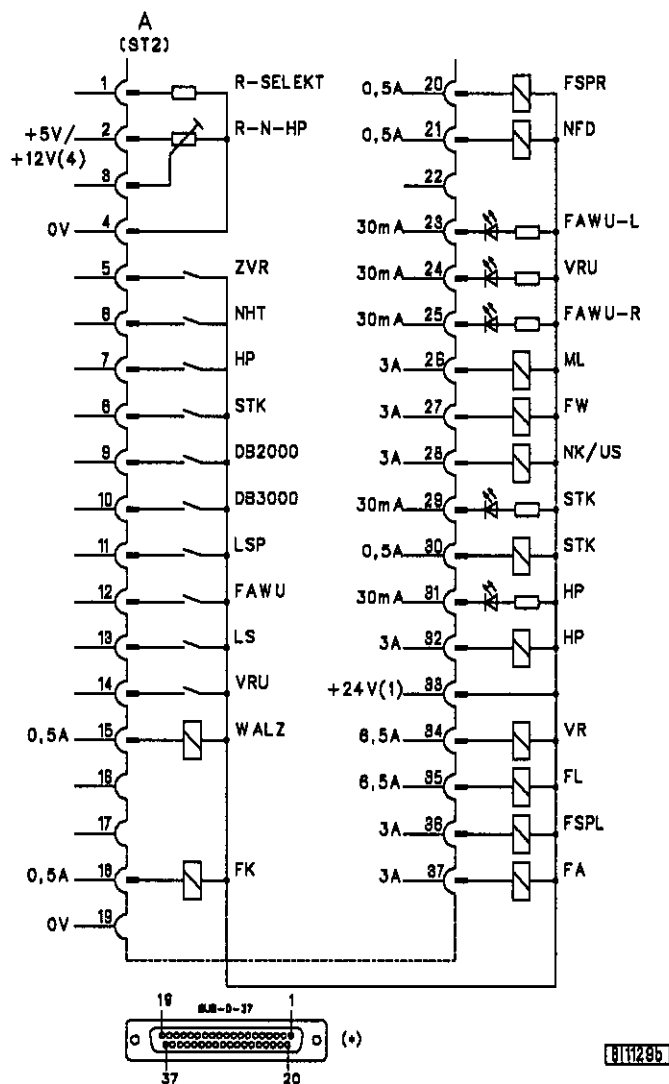 A
(ST2)
1 R-SELEKT
+5V/
+12V(4)
2 R-N-HP
3
0V 4
5 ZVR
6 NHT
7 HP
8 STK
9 DB2000
10 DB3000
11 LSP
12 FAWU
13 LS
14 VRU
0,5A 15 WALZ
16
17
0,5A 18 FK
0V 19
0,5A 20 FSPR
0,5A 21 NFD
22
30mA 23 FAWU-L
30mA 24 VRU
30mA 25 FAWU-R
3A 26 ML
3A 27 FW
3A 28 NK/US
30mA 29 STK
0,5A 30 STK
30mA 31 HP
3A 32 HP
+24V(1) 33
6,5A 34 VR
6,5A 35 FL
3A 36 FSPL
3A 37 FA
19 SUB-D-37 1
(*)
37 20
811129b